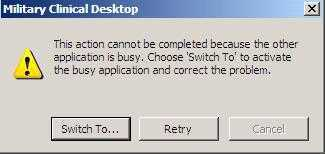 Military Clinical Desktop
This action cannot be completed because the other
application is busy. Choose 'Switch To' to activate
the busy application and correct the problem.
Switch To...
Retry
Cancel